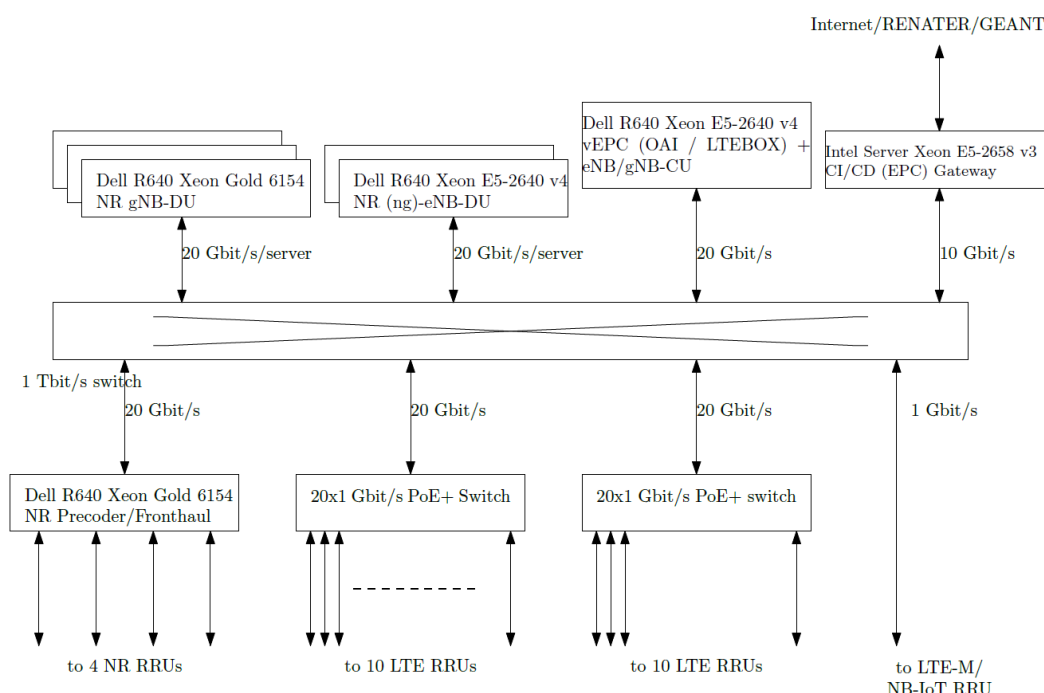 Internet/RENATER/GEANT
Dell R640 Xeon Gold 6154
NR gNB-DU
Dell R640 Xeon E5-2640 v4
NR (ng)-eNB-DU
Dell R640 Xeon E5-2640 v4
vEPC (OAI / LTEBOX) +
eNB/gNB-CU
Intel Server Xeon E5-2658 v3
CI/CD (EPC) Gateway
20 Gbit/s/server
20 Gbit/s/server
20 Gbit/s
10 Gbit/s
1 Tbit/s switch
20 Gbit/s
20 Gbit/s
20 Gbit/s
1 Gbit/s
Dell R640 Xeon Gold 6154
NR Precoder/Fronthaul
20x1 Gbit/s PoE+ Switch
20x1 Gbit/s PoE+ switch
to 4 NR RRUs
to 10 LTE RRUs
to 10 LTE RRUs
to LTE-M/
NB-IoT RRU